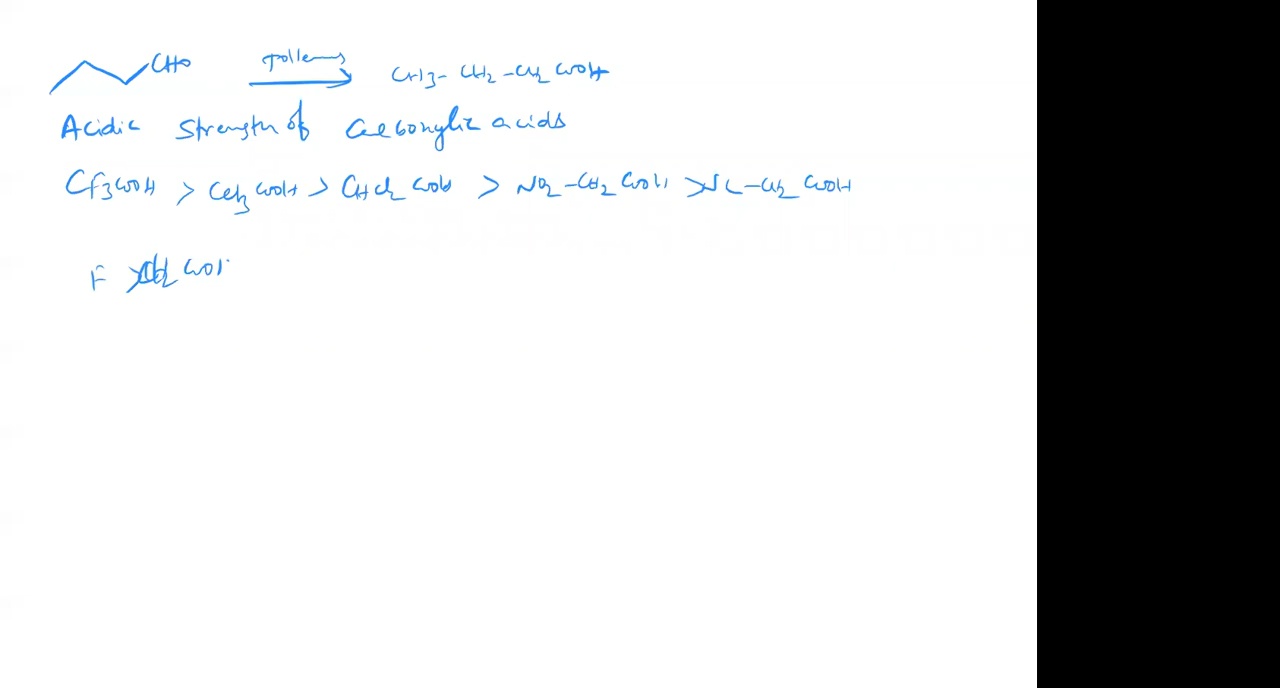 CHO Tollens CH3-CH2-CH2 COOH
Acidic strength of Carboxylic acids
CF3COOH > CCl3 COOH > CHCl2 COOH > NO2-CH2 COOH > NC-CH2 COOH
F CH2 COOH